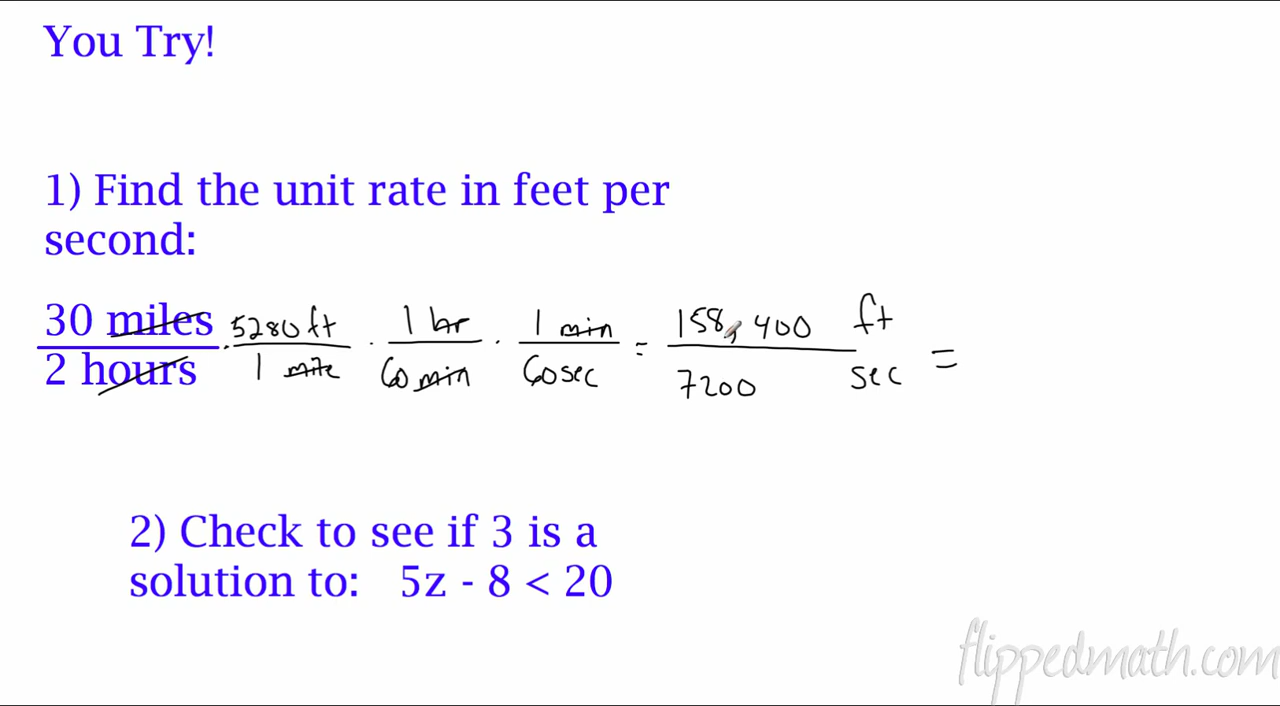 You Try!
1) Find the unit rate in feet per
second:
30 miles 5280 ft 1 hr 1 min 158,400 ft
2 hours · 1 mile · 60 min · 60 sec = 7200 sec =
2) Check to see if 3 is a
solution to: 5z - 8 < 20
flippedmath.com